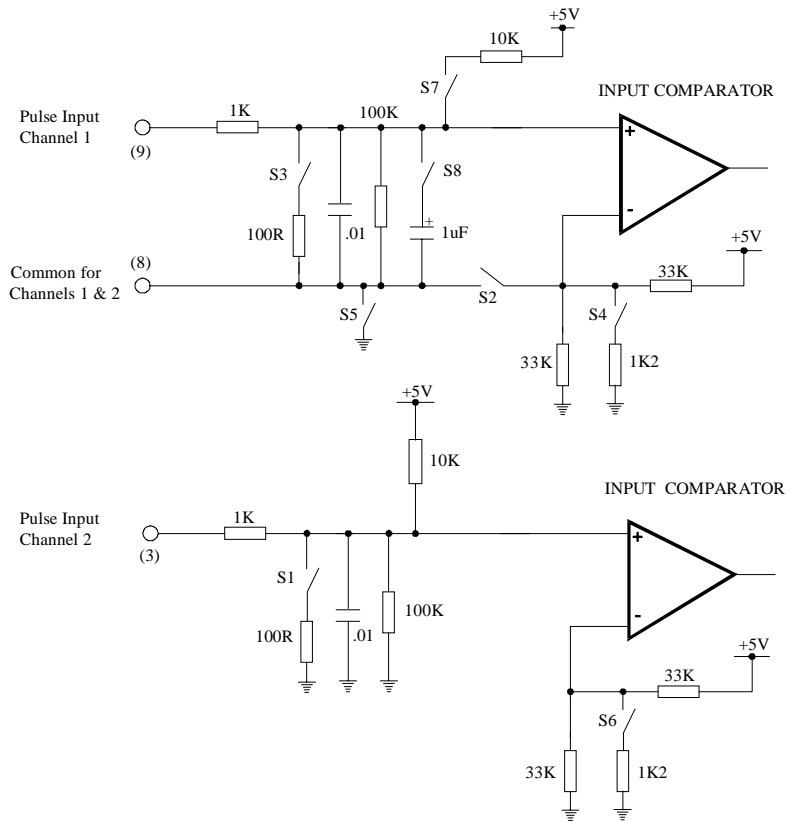 +5V
10K
S7
INPUT COMPARATOR
Pulse Input
Channel 1
(9)
1K
100K
+
S3
S8
100R
.01
+
1uF
-
(8)
Common for
Channels 1 & 2
S5
S2
S4
33K
+5V
33K
1K2
+5V
10K
INPUT COMPARATOR
Pulse Input
Channel 2
(3)
1K
+
S1
100R
.01
100K
-
+5V
33K
S6
33K
1K2